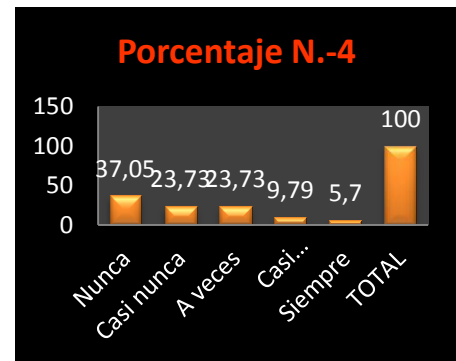 Porcentaje N.-4
150
100
50
0
37,05
23,73
23,73
9,79
5,7
100
Nunca
Casi nunca
A veces
Casi...
Siempre
TOTAL